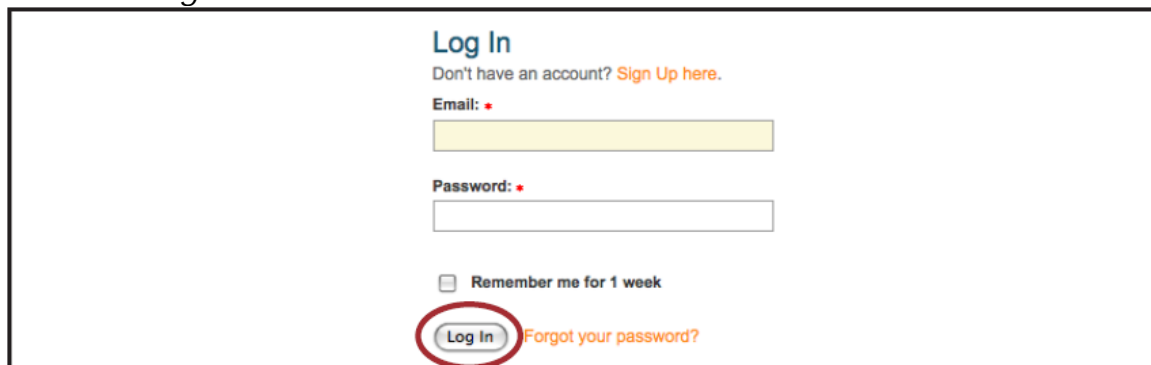 Log In
Don't have an account? Sign Up here.
Email: *
Password: *
Remember me for 1 week
Log In Forgot your password?